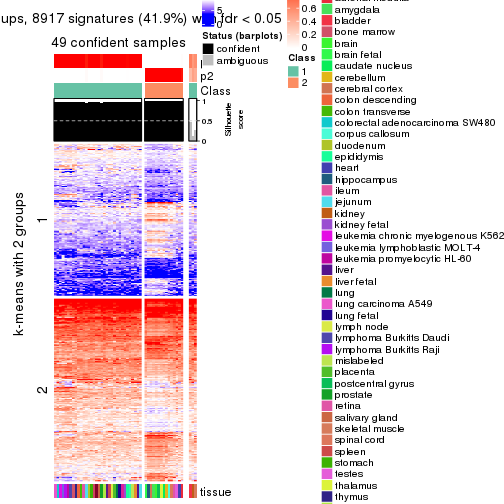 ups, 8917 signatures (41.9%) with fdr < 0.05
49 confident samples
p2
Class
1
0.5
0
Silhouette
score
k-means with 2 groups
1
2
tissue
5
0
Status (barplots)
confident
ambiguous
0.6
0.4
0.2
0
Class
1
2
amygdala
bladder
bone marrow
brain
brain fetal
caudate nucleus
cerebellum
cerebral cortex
colon descending
colon transverse
colorectal adenocarcinoma SW480
corpus callosum
duodenum
epididymis
heart
hippocampus
ileum
jejunum
kidney
kidney fetal
leukemia chronic myelogenous K562
leukemia lymphoblastic MOLT-4
leukemia promyelocytic HL-60
liver
liver fetal
lung
lung carcinoma A549
lung fetal
lymph node
lymphoma Burkitts Daudi
lymphoma Burkitts Raji
mislabeled
placenta
postcentral gyrus
prostate
retina
salivary gland
skeletal muscle
spinal cord
spleen
stomach
testes
thalamus
thymus